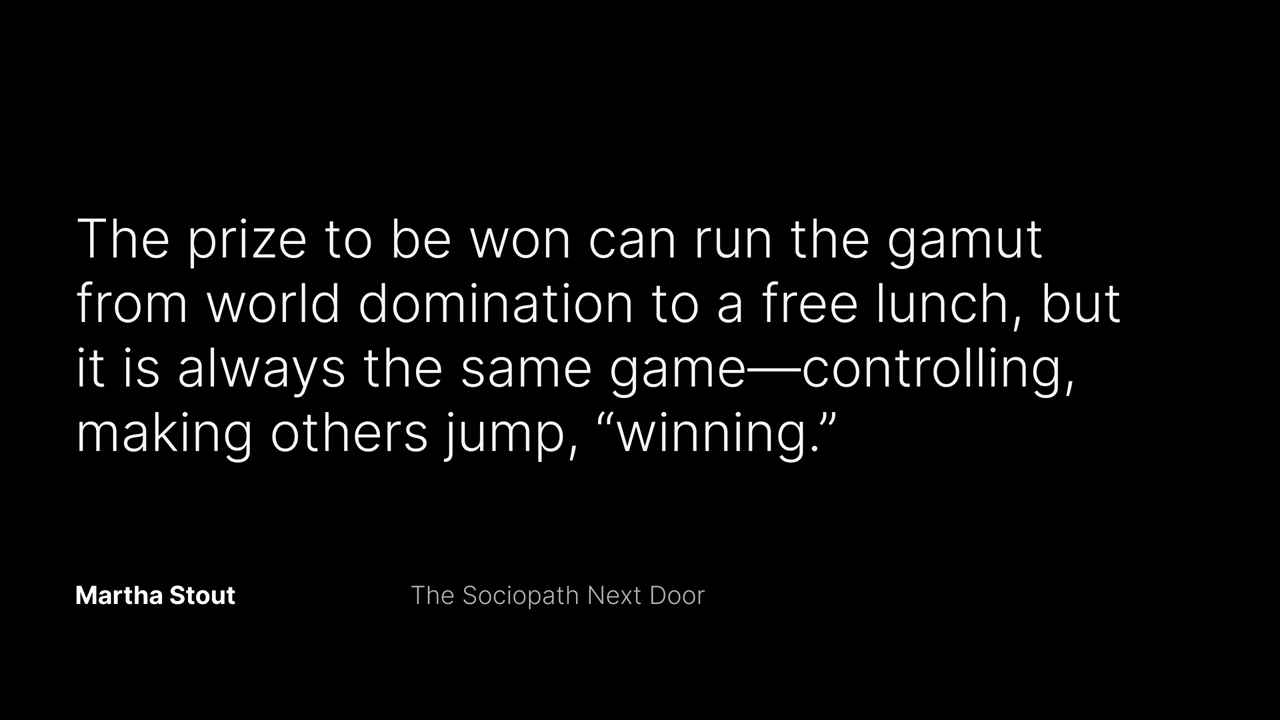 The prize to be won can run the gamut
from world domination to a free lunch, but
it is always the same game—controlling,
making others jump, “winning.”
Martha Stout
The Sociopath Next Door